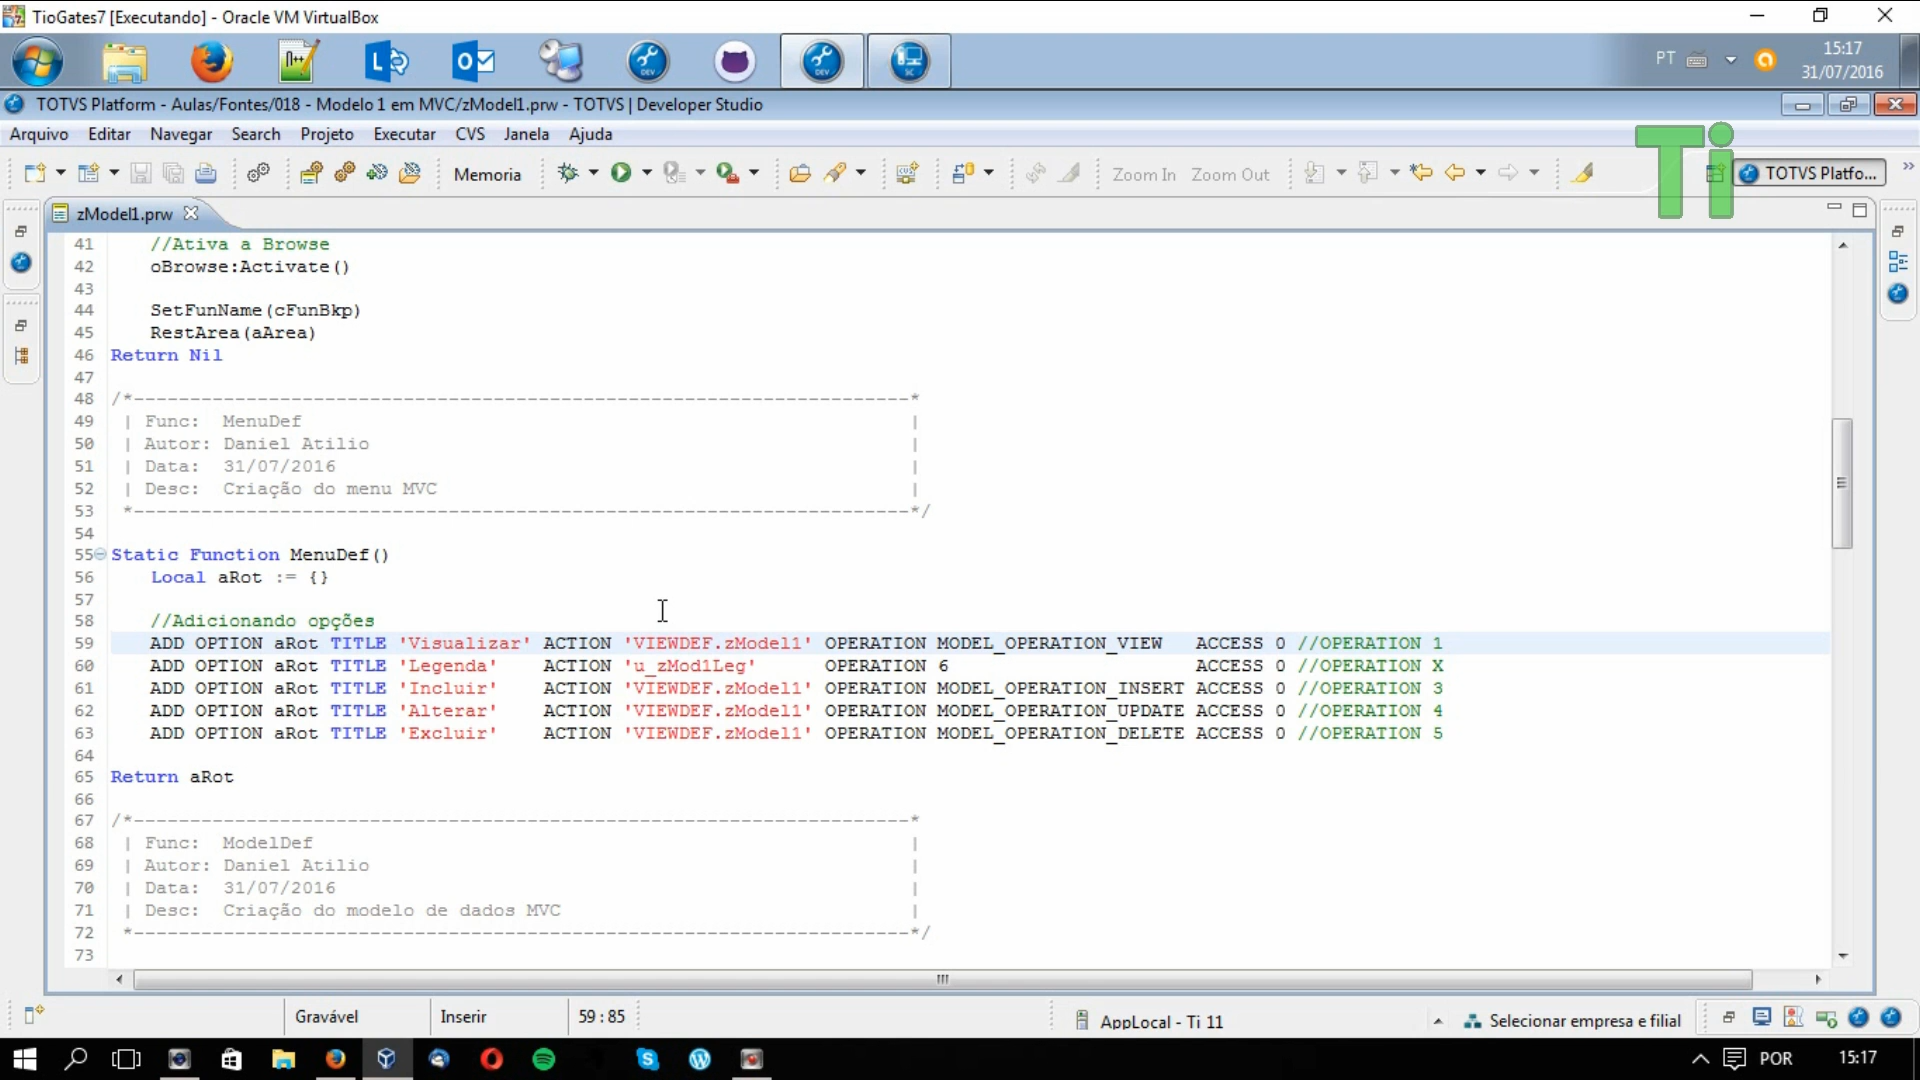 TioGates7 [Executando] - Oracle VM VirtualBox
PT
15:17
31/07/2016
TOTVS Platform - Aulas/Fontes/018 - Modelo 1 em MVC/zModel1.prw - TOTVS | Developer Studio
Arquivo Editar Navegar Search Projeto Executar CVS Janela Ajuda
Memoria Zoom In Zoom Out TOTVS Platfo...
Ti
zModel1.prw
41 //Ativa a Browse
42 oBrowse:Activate()
43
44 SetFunName(cFunBkp)
45 RestArea(aArea)
46 Return Nil
47
48 /*---------------------------------------------------------------------*
49 | Func: MenuDef |
50 | Autor: Daniel Atilio |
51 | Data: 31/07/2016 |
52 | Desc: Criação do menu MVC |
53 *---------------------------------------------------------------------*/
54
55 Static Function MenuDef()
56 Local aRot := {}
57
58 //Adicionando opções
59 ADD OPTION aRot TITLE 'Visualizar' ACTION 'VIEWDEF.zModel1' OPERATION MODEL_OPERATION_VIEW ACCESS 0 //OPERATION 1
60 ADD OPTION aRot TITLE 'Legenda' ACTION 'u_zMod1Leg' OPERATION 6 ACCESS 0 //OPERATION X
61 ADD OPTION aRot TITLE 'Incluir' ACTION 'VIEWDEF.zModel1' OPERATION MODEL_OPERATION_INSERT ACCESS 0 //OPERATION 3
62 ADD OPTION aRot TITLE 'Alterar' ACTION 'VIEWDEF.zModel1' OPERATION MODEL_OPERATION_UPDATE ACCESS 0 //OPERATION 4
63 ADD OPTION aRot TITLE 'Excluir' ACTION 'VIEWDEF.zModel1' OPERATION MODEL_OPERATION_DELETE ACCESS 0 //OPERATION 5
64
65 Return aRot
66
67 /*---------------------------------------------------------------------*
68 | Func: ModelDef |
69 | Autor: Daniel Atilio |
70 | Data: 31/07/2016 |
71 | Desc: Criação do modelo de dados MVC |
72 *---------------------------------------------------------------------*/
73
Gravável Inserir 59 : 85 AppLocal - Ti 11 Selecionar empresa e filial
POR 15:17